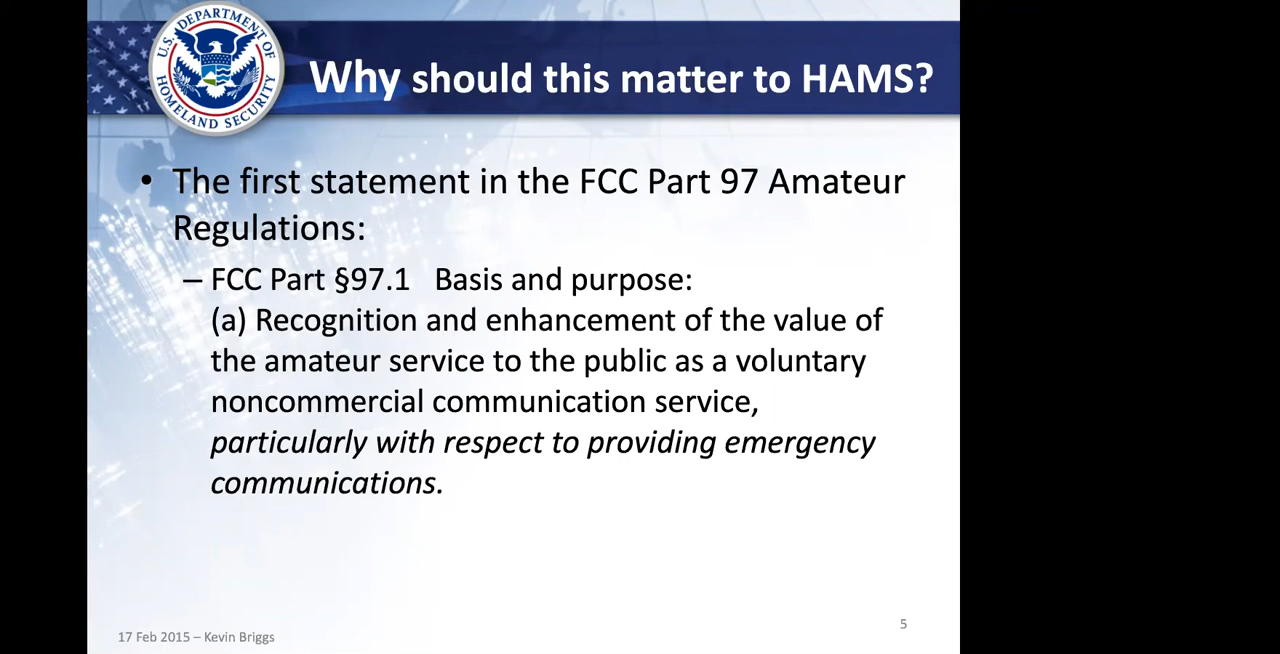 U.S. DEPARTMENT OF
HOMELAND SECURITY
Why should this matter to HAMS?
• The first statement in the FCC Part 97 Amateur
Regulations:
– FCC Part §97.1 Basis and purpose:
(a) Recognition and enhancement of the value of
the amateur service to the public as a voluntary
noncommercial communication service,
particularly with respect to providing emergency
communications.
17 Feb 2015 – Kevin Briggs
5